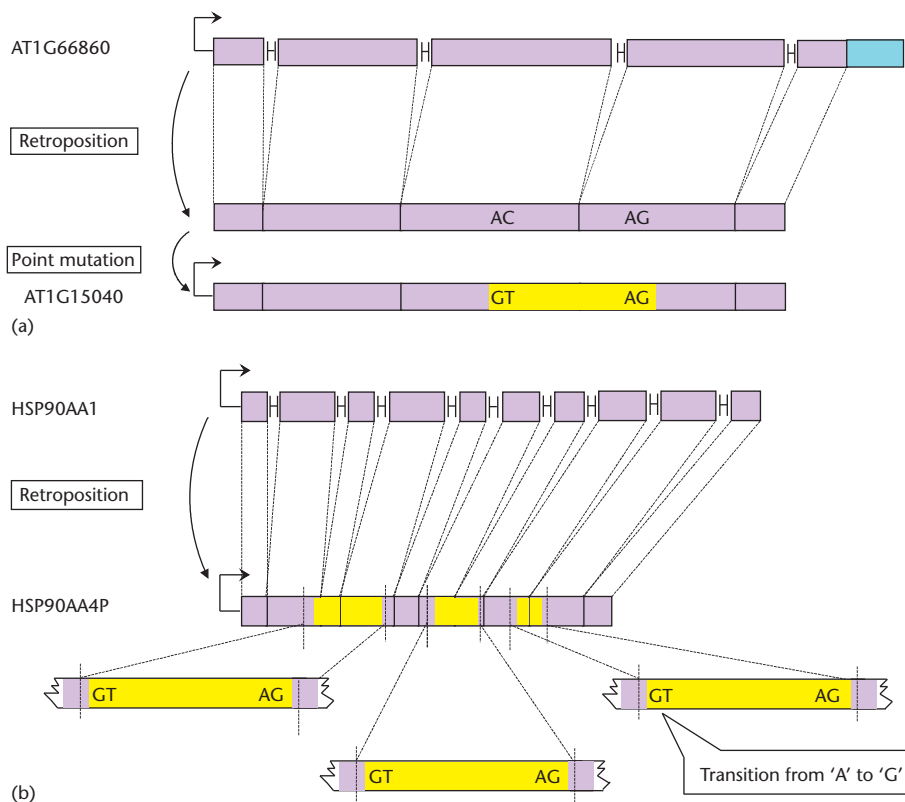 AT1G66860
Retroposition
AC AG
Point mutation
AT1G15040
GT AG
(a)
HSP90AA1
Retroposition
HSP90AA4P
GT AG
GT AG
GT AG
Transition from ‘A’ to ‘G’
(b)